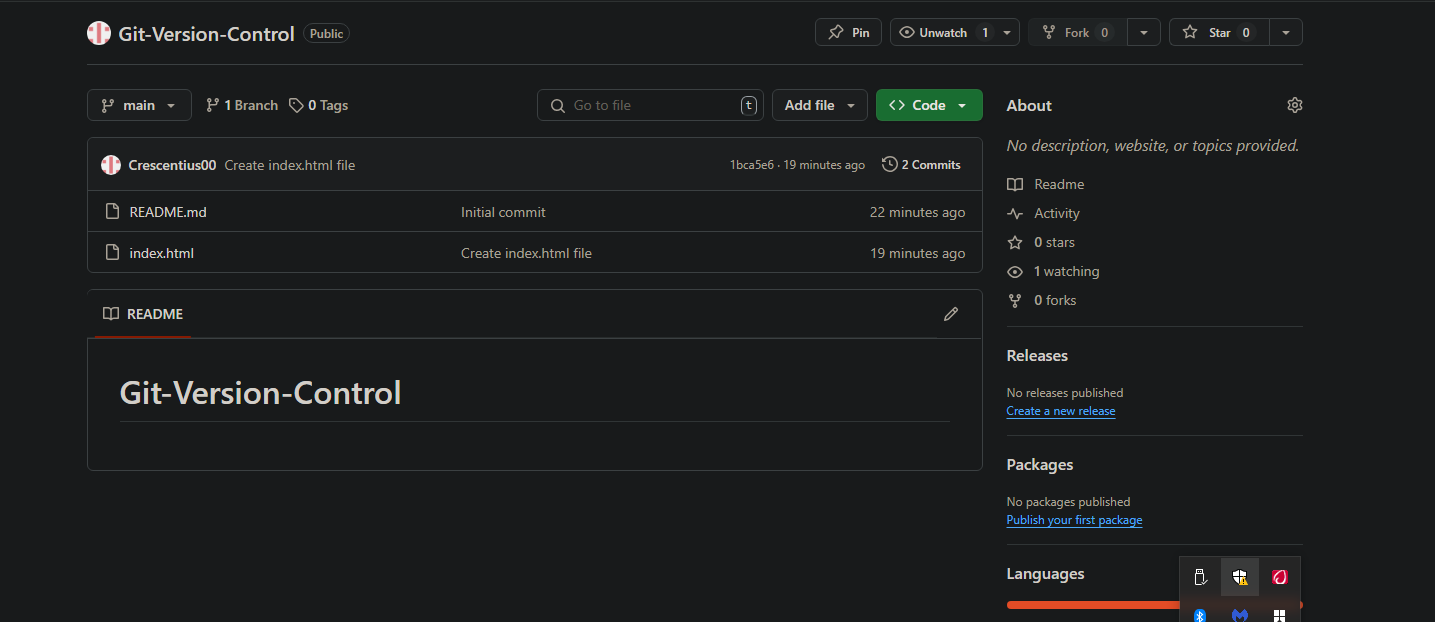 Git-Version-Control Public Pin Unwatch 1 Fork 0 Star 0
main 1 Branch 0 Tags Go to file t Add file Code
Crescentius00 Create index.html file 1bca5e6 · 19 minutes ago 2 Commits
README.md Initial commit 22 minutes ago
index.html Create index.html file 19 minutes ago
README
Git-Version-Control
About
No description, website, or topics provided.
Readme
Activity
0 stars
1 watching
0 forks
Releases
No releases published
Create a new release
Packages
No packages published
Publish your first package
Languages